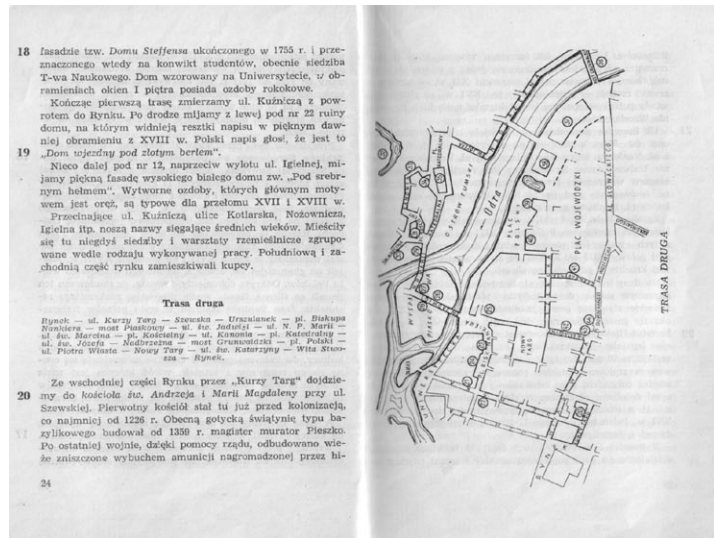 18 fasadzie tzw. Domu Steffensa ukończonego w 1755 r. i prze-
znaczonego wtedy na konwikt studentów, obecnie siedziba
T-wa Naukowego. Dom wzorowany na Uniwersytecie, w ob-
ramieniach okien I piętra posiada ozdoby rokokowe.
Kończąc pierwszą trasę zmierzamy ul. Kuźniczą z pow-
rotem do Rynku. Po drodze mijamy z lewej pod nr 22 ruiny
domu, na którym widnieją resztki napisu w pięknym daw-
niej obramieniu z XVIII w. Polski napis głosi, że jest to
19 „Dom wjezdny pod złotym berłem".
Nieco dalej pod nr 12, naprzeciw wylotu ul. Igielnej, mi-
jamy piękną fasadę wysokiego białego domu zw. „Pod srebr-
nym hełmem". Wytworne ozdoby, których głównym moty-
wem jest oręż, są typowe dla przełomu XVII i XVIII w.
Przecinające ul. Kuźniczą ulice Kotlarska, Nożownicza,
Igielna itp. noszą nazwy sięgające średnich wieków. Mieściły
się tu niegdyś siedziby i warsztaty rzemieślnicze zgrupo-
wane wedle rodzaju wykonywanej pracy. Południową i za-
chodnią część rynku zamieszkiwali kupcy.
Trasa druga
Rynek — ul. Kurzy Targ — Szewska — Urszulanek — pl. Biskupa
Nankiera — most Piaskowy — ul. św. Jadwigi — ul. N. P. Marii —
ul. św. Marcina — pl. Kościelny — ul. Kanonia — pl. Katedralny —
ul. św. Józefa — Nadbrzeżna — most Grunwaldzki — pl. Polski —
ul. Piotra Własta — Nowy Targ — ul. św. Katarzyny — Wita Stwo-
sza — Rynek.
Ze wschodniej części Rynku przez „Kurzy Targ" dojdzie-
20 my do kościoła św. Andrzeja i Marii Magdaleny przy ul.
Szewskiej. Pierwotny kościół stał tu już przed kolonizacją,
co najmniej od 1226 r. Obecną gotycką świątynię typu ba-
zylikowego budował od 1359 r. magister murator Pieszko.
Po ostatniej wojnie, dzięki pomocy rządu, odbudowano wie-
że zniszczone wybuchem amunicji nagromadzonej przez hi-
24
TRASA DRUGA
OSTRÓW TUMSKI
Odra
PLAC POLSKI
PLAC WOJEWÓDZKI
AL. SŁOWACKIEGO
WYSPA PIASKOWA
NOWY TARG
RYNEK